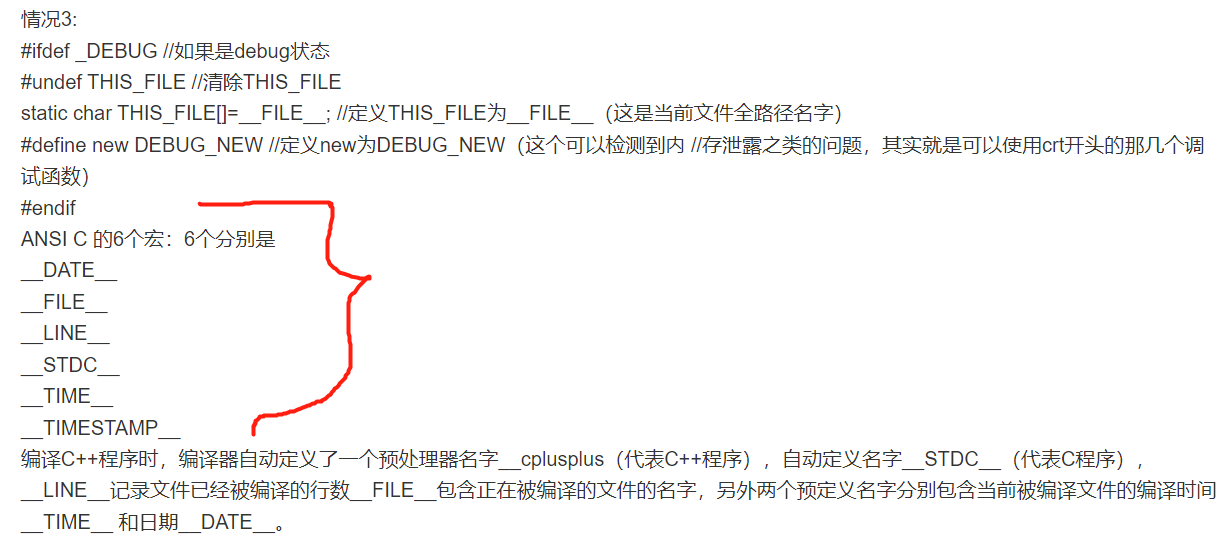 情况3:
#ifdef _DEBUG //如果是debug状态
#undef THIS_FILE //清除THIS_FILE
static char THIS_FILE[]=__FILE__; //定义THIS_FILE为__FILE__（这是当前文件全路径名字）
#define new DEBUG_NEW //定义new为DEBUG_NEW（这个可以检测到内 //存泄露之类的问题，其实就是可以使用crt开头的那几个调
试函数）
#endif
ANSI C 的6个宏：6个分别是
__DATE__
__FILE__
__LINE__
__STDC__
__TIME__
__TIMESTAMP__
编译C++程序时，编译器自动定义了一个预处理器名字__cplusplus（代表C++程序），自动定义名字__STDC__（代表C程序），
__LINE__记录文件已经被编译的行数__FILE__包含正在被编译的文件的名字，另外两个预定义名字分别包含当前被编译文件的编译时间
__TIME__ 和日期__DATE__。